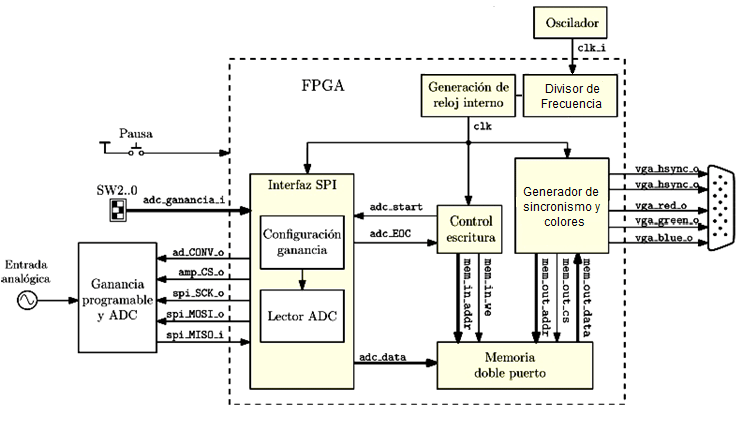 Oscilador
clk_i
FPGA
Generación de
reloj interno
Divisor de
Frecuencia
clk
Pausa
SW2..0
adc_ganancia_i
Interfaz SPI
Configuración
ganancia
Lector ADC
adc_start
adc_EOC
Control
escritura
Generador de
sincronismo y
colores
vga_hsync_o
vga_hsync_o
vga_red_o
vga_green_o
vga_blue_o
Entrada
analógica
Ganancia
programable
y ADC
ad_CONV_o
amp_CS_o
spi_SCK_o
spi_MOSI_o
spi_MISO_i
mem_in_addr
mem_in_we
mem_out_addr
mem_out_cs
mem_out_data
adc_data
Memoria
doble puerto